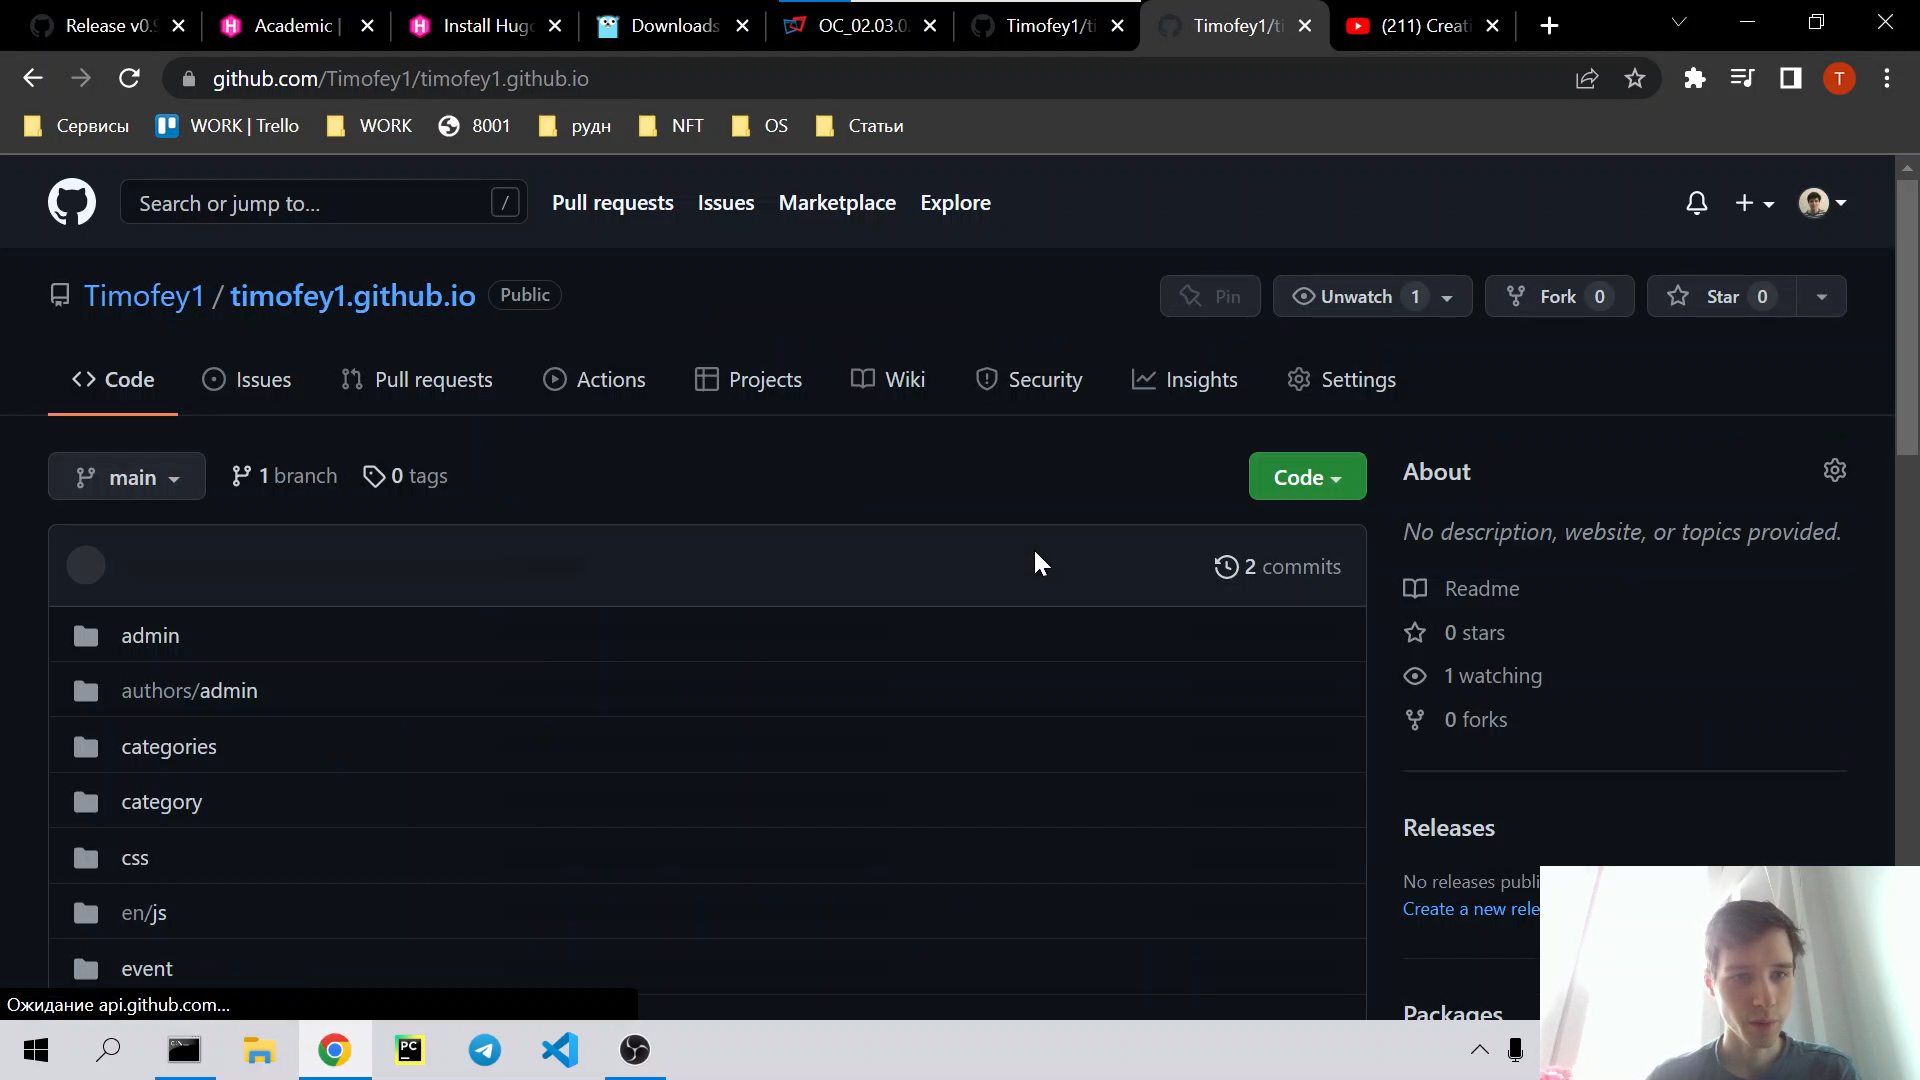 Release v0.9
Academic |
Install Hugo
Downloads
OC_02.03.0
Timofey1/ti
Timofey1/ti
(211) Creati
github.com/Timofey1/timofey1.github.io
T
Сервисы
WORK | Trello
WORK
8001
рудн
NFT
OS
Статьи
Search or jump to...
/
Pull requests
Issues
Marketplace
Explore
Timofey1 / timofey1.github.io
Public
Pin
Unwatch 1
Fork 0
Star 0
Code
Issues
Pull requests
Actions
Projects
Wiki
Security
Insights
Settings
main
1 branch
0 tags
Code
About
No description, website, or topics provided.
2 commits
Readme
admin
0 stars
authors/admin
1 watching
0 forks
categories
category
Releases
css
No releases publi
Create a new rele
en/js
event
Packages
Ожидание api.github.com...
PC